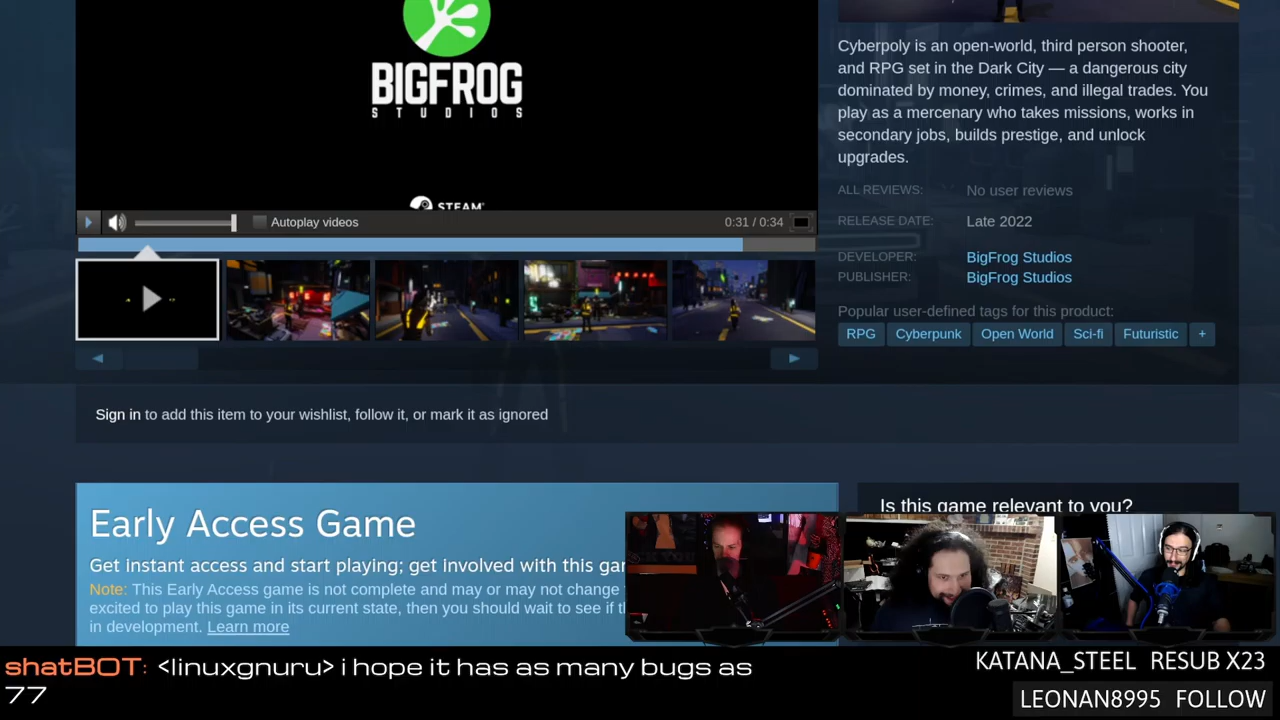 BIGFROG
STUDIOS
STEAM
Autoplay videos
0:31 / 0:34
Cyberpoly is an open-world, third person shooter,
and RPG set in the Dark City — a dangerous city
dominated by money, crimes, and illegal trades. You
play as a mercenary who takes missions, works in
secondary jobs, builds prestige, and unlock
upgrades.
ALL REVIEWS: No user reviews
RELEASE DATE: Late 2022
DEVELOPER: BigFrog Studios
PUBLISHER: BigFrog Studios
Popular user-defined tags for this product:
RPG Cyberpunk Open World Sci-fi Futuristic +
Sign in to add this item to your wishlist, follow it, or mark it as ignored
Early Access Game
Get instant access and start playing; get involved with this gam
Note: This Early Access game is not complete and may or may not change
excited to play this game in its current state, then you should wait to see if t
in development. Learn more
Is this game relevant to you?
shatBOT: <linuxgnuru> i hope it has as many bugs as
77
KATANA_STEEL RESUB X23
LEONAN8995 FOLLOW